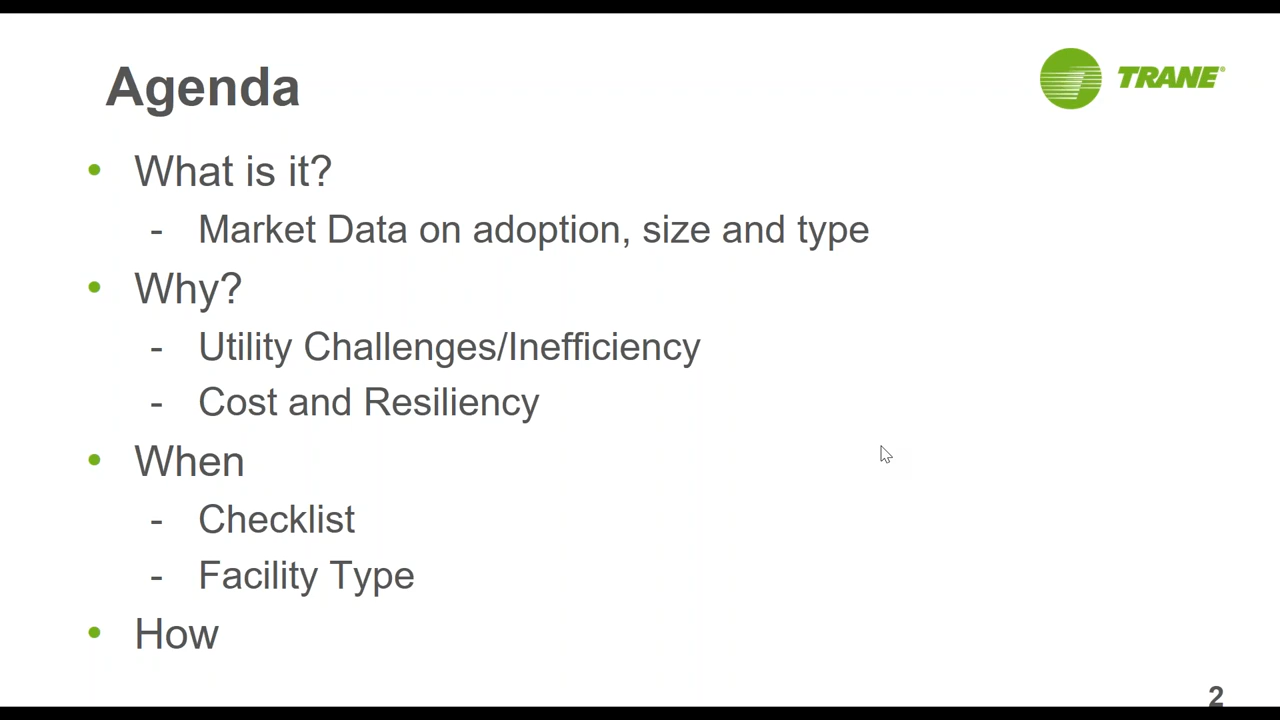 Agenda
TRANE®
• What is it?
- Market Data on adoption, size and type
• Why?
- Utility Challenges/Inefficiency
- Cost and Resiliency
• When
- Checklist
- Facility Type
• How
2